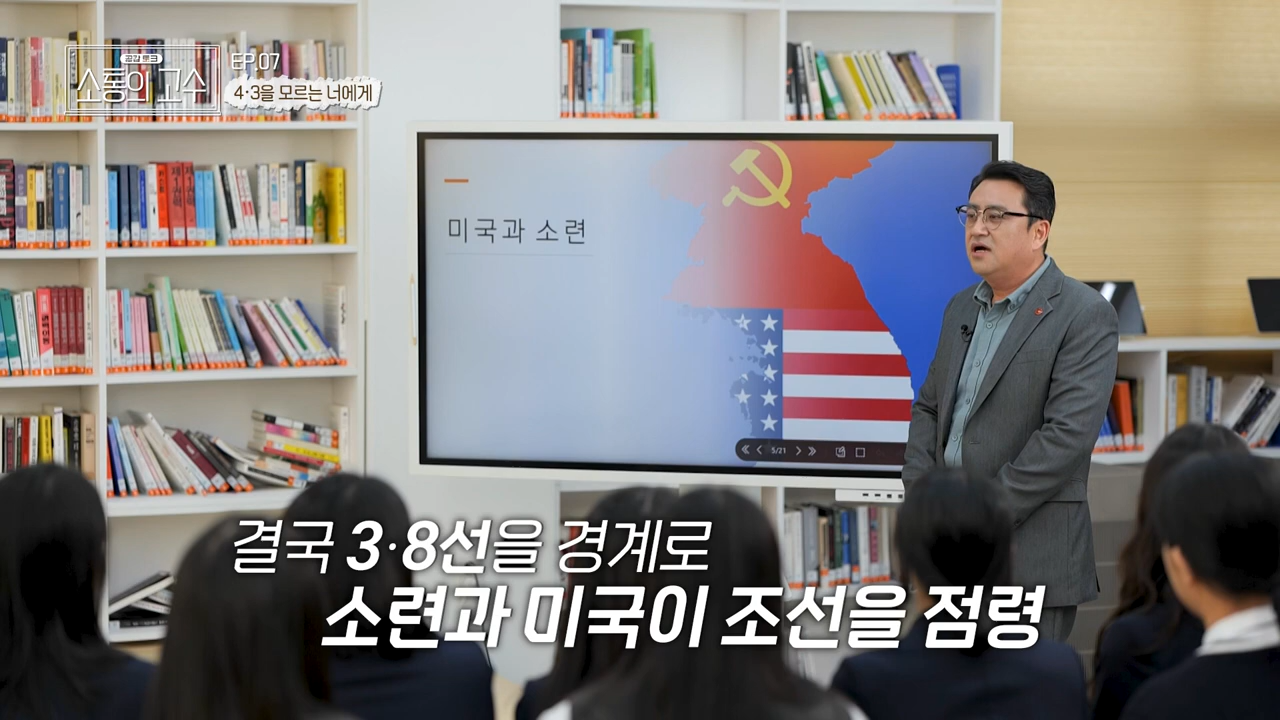 공감 토크
소통의 고수
EP.07
4·3을 모르는 너에게
미국과 소련
5/21
결국 3·8선을 경계로
소련과 미국이 조선을 점령